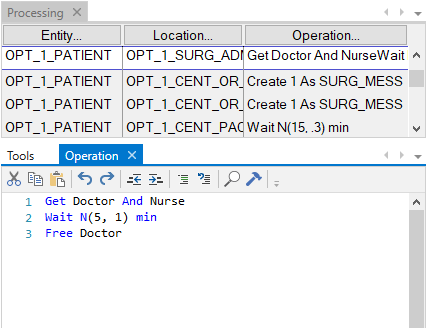 Processing
Entity... Location... Operation...
OPT_1_PATIENT OPT_1_SURG_ADM Get Doctor And NurseWait
OPT_1_PATIENT OPT_1_CENT_OR_ Create 1 As SURG_MESS
OPT_1_PATIENT OPT_1_CENT_OR_ Create 1 As SURG_MESS
OPT_1_PATIENT OPT_1_CENT_PAC Wait N(15, .3) min
Tools Operation
1 Get Doctor And Nurse
2 Wait N(5, 1) min
3 Free Doctor